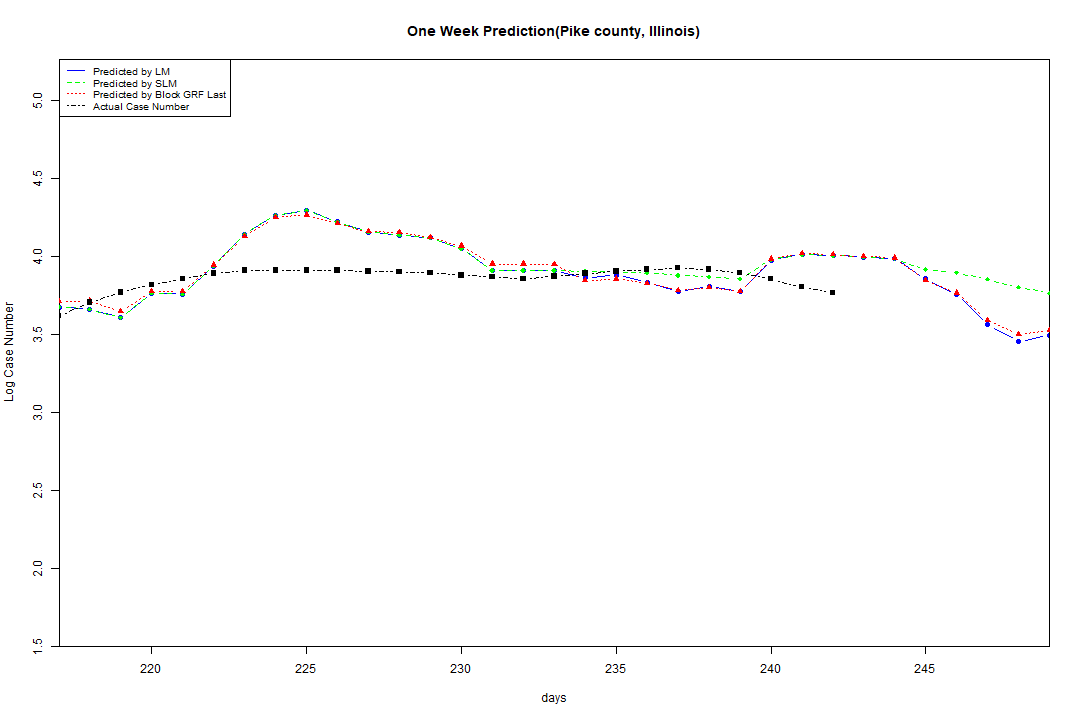 One Week Prediction(Pike county, Illinois)
Predicted by LM
Predicted by SLM
Predicted by Block GRF Last
Actual Case Number
Log Case Number
5.0
4.5
4.0
3.5
3.0
2.5
2.0
1.5
220 225 230 235 240 245
days